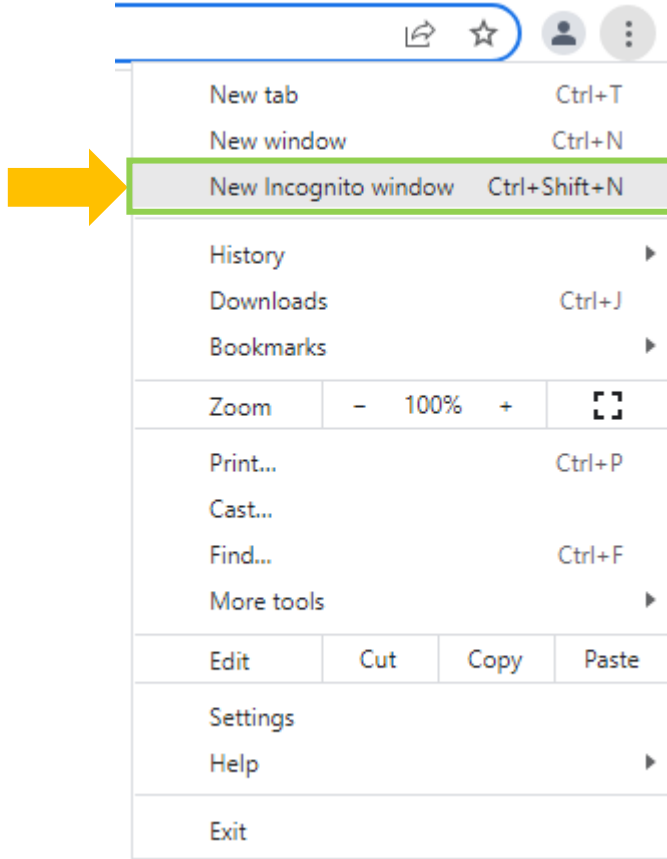 New tab Ctrl+T
New window Ctrl+N
New Incognito window Ctrl+Shift+N
History
Downloads Ctrl+J
Bookmarks
Zoom – 100% +
Print... Ctrl+P
Cast...
Find... Ctrl+F
More tools
Edit Cut Copy Paste
Settings
Help
Exit